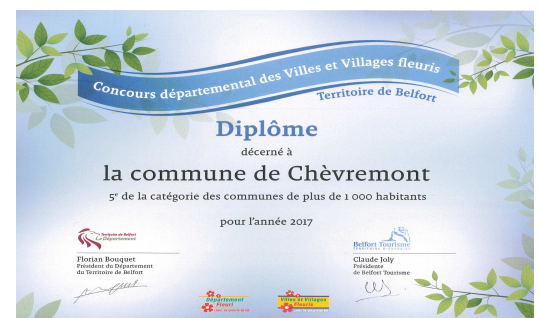 Concours départemental des Villes et Villages fleuris
Territoire de Belfort
Diplôme
décerné à
la commune de Chèvremont
5e de la catégorie des communes de plus de 1 000 habitants
pour l'année 2017
Territoire de Belfort
Le Département
Florian Bouquet
Président du Département
du Territoire de Belfort
Belfort Tourisme
Claude Joly
Présidente
de Belfort Tourisme
Département
Fleuri
Villes et Villages
Fleuris